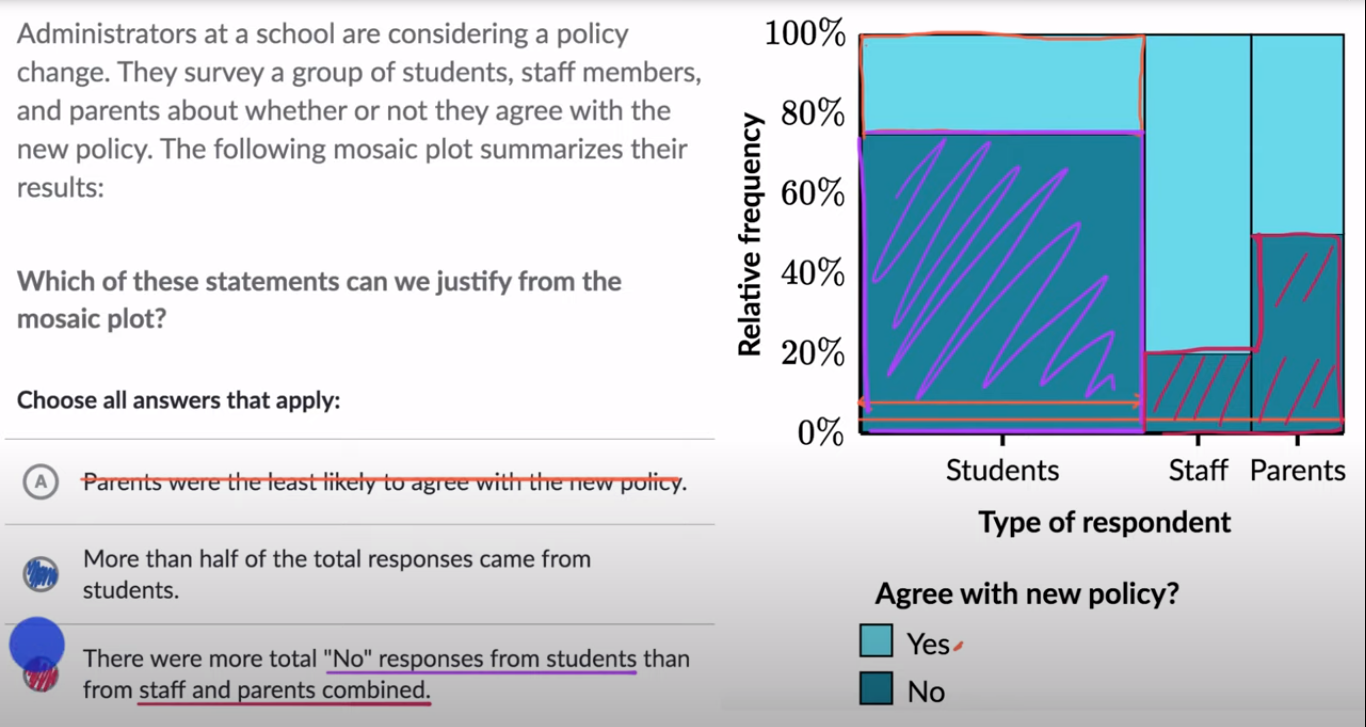 Administrators at a school are considering a policy
change. They survey a group of students, staff members,
and parents about whether or not they agree with the
new policy. The following mosaic plot summarizes their
results:
Which of these statements can we justify from the
mosaic plot?
Choose all answers that apply:
A
Parents were the least likely to agree with the new policy.
More than half of the total responses came from
students.
There were more total "No" responses from students than
from staff and parents combined.
Relative frequency
100%
80%
60%
40%
20%
0%
Students Staff Parents
Type of respondent
Agree with new policy?
Yes
No